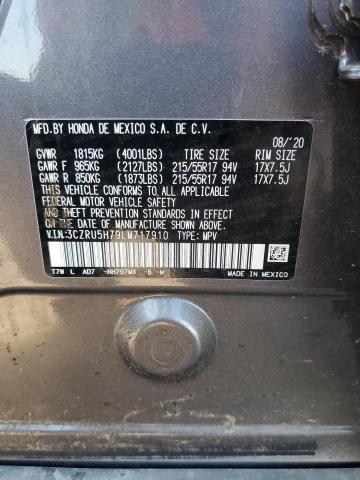 MFD.BY HONDA DE MEXICO S.A. DE C.V.
08/'20
GVWR 1815KG (4001LBS) TIRE SIZE RIM SIZE
GAWR F 965KG (2127LBS) 215/55R17 94V 17X7.5J
GAWR R 850KG (1873LBS) 215/55R17 94V 17X7.5J
THIS VEHICLE CONFORMS TO ALL APPLICABLE
FEDERAL MOTOR VEHICLE SAFETY STANDARDS IN EFFECT
ON THE DATE OF MANUFACTURE SHOWN ABOVE.
V.I.N.:3CZRU5H79LM717910 TYPE: MPV
T7W L AD7 -NH797MX -B -M
MADE IN MEXICO